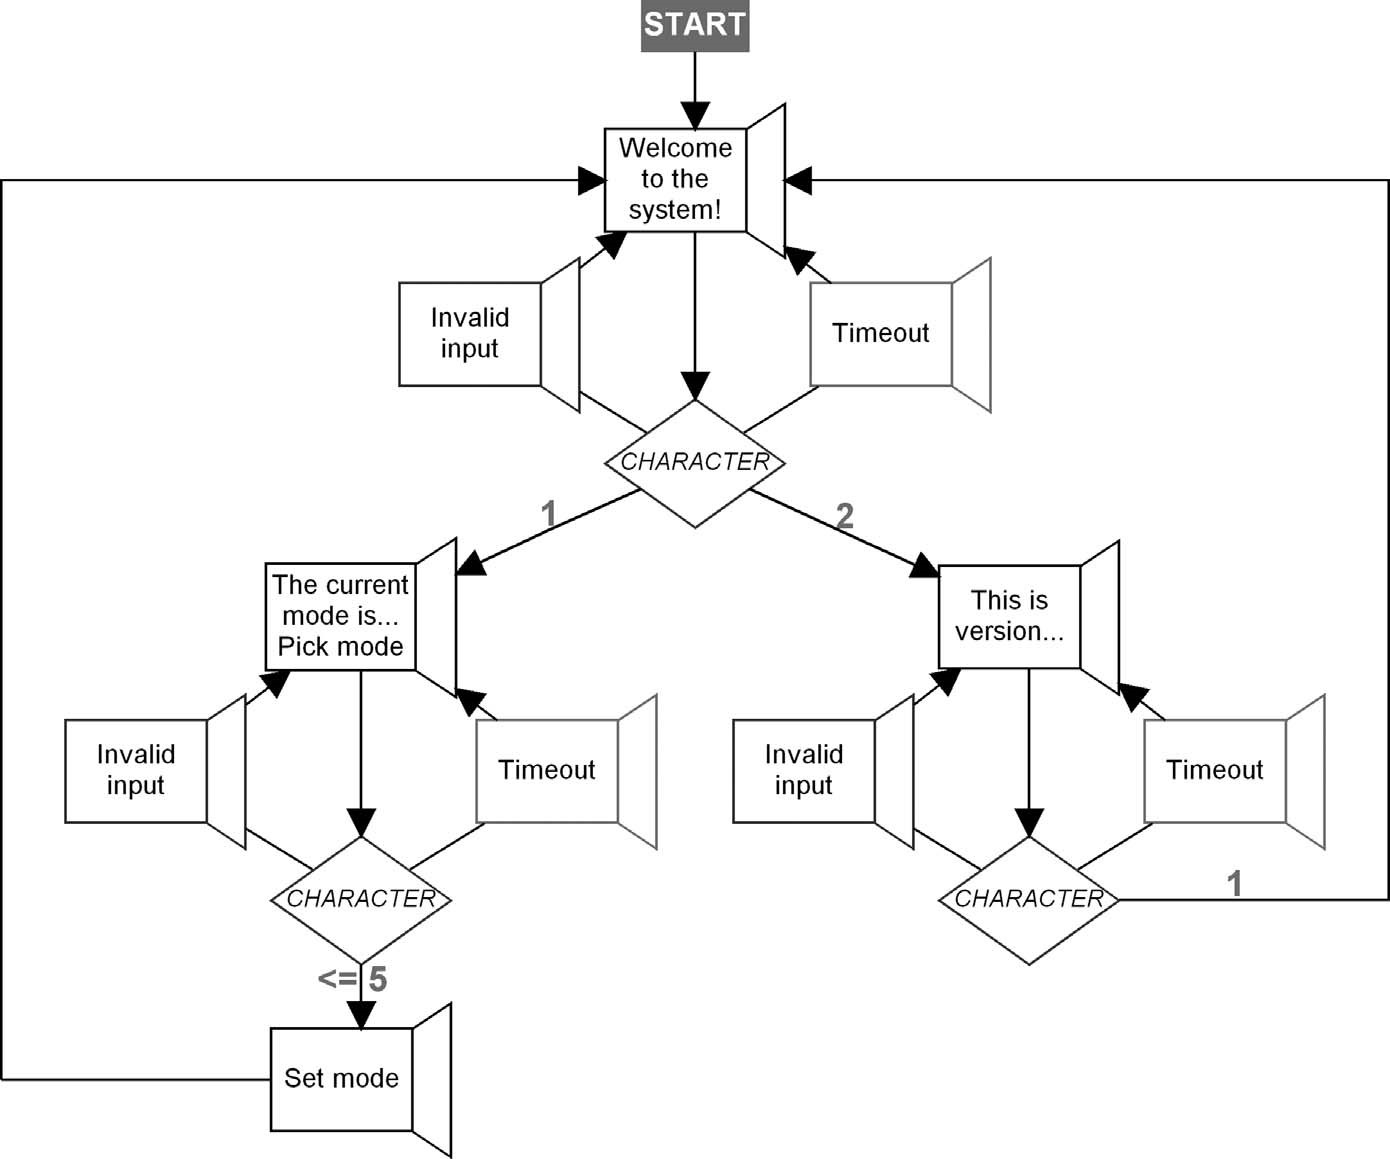 START
Welcome
to the
system!
Invalid
input
Timeout
CHARACTER
1
2
The current
mode is...
Pick mode
This is
version...
Invalid
input
Timeout
Invalid
input
Timeout
CHARACTER
CHARACTER
1
<= 5
Set mode